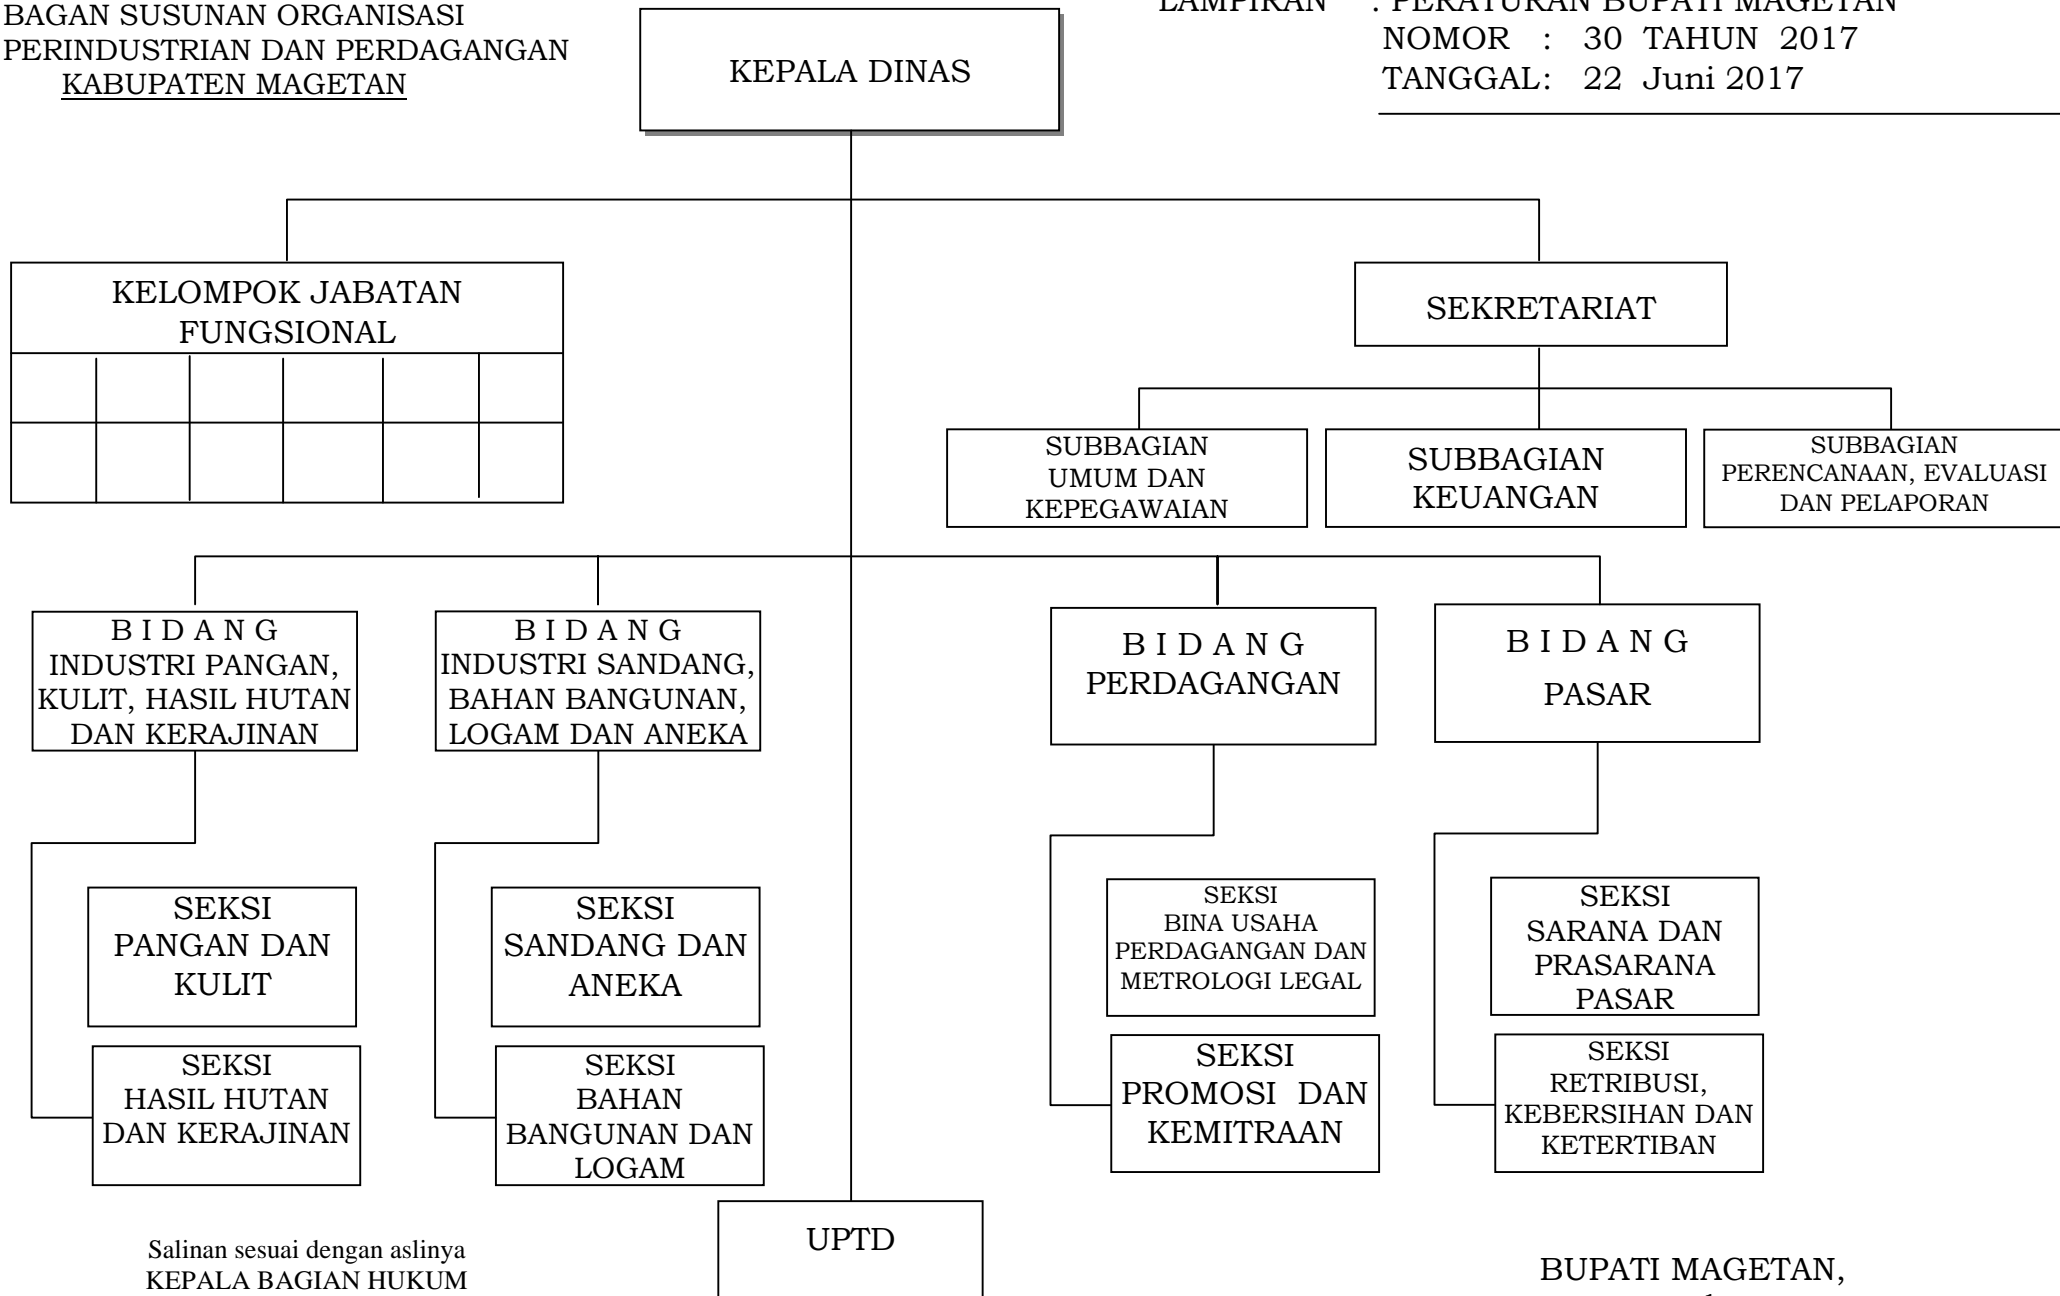 BAGAN SUSUNAN ORGANISASI
PERINDUSTRIAN DAN PERDAGANGAN
KABUPATEN MAGETAN
LAMPIRAN : PERATURAN BUPATI MAGETAN
NOMOR : 30 TAHUN 2017
TANGGAL: 22 Juni 2017
KEPALA DINAS
KELOMPOK JABATAN
FUNGSIONAL
SEKRETARIAT
SUBBAGIAN
UMUM DAN
KEPEGAWAIAN
SUBBAGIAN
KEUANGAN
SUBBAGIAN
PERENCANAAN, EVALUASI
DAN PELAPORAN
B I D A N G
INDUSTRI PANGAN,
KULIT, HASIL HUTAN
DAN KERAJINAN
B I D A N G
INDUSTRI SANDANG,
BAHAN BANGUNAN,
LOGAM DAN ANEKA
B I D A N G
PERDAGANGAN
B I D A N G
PASAR
SEKSI
PANGAN DAN
KULIT
SEKSI
SANDANG DAN
ANEKA
SEKSI
BINA USAHA
PERDAGANGAN DAN
METROLOGI LEGAL
SEKSI
SARANA DAN
PRASARANA
PASAR
SEKSI
HASIL HUTAN
DAN KERAJINAN
SEKSI
BAHAN
BANGUNAN DAN
LOGAM
SEKSI
PROMOSI DAN
KEMITRAAN
SEKSI
RETRIBUSI,
KEBERSIHAN DAN
KETERTIBAN
UPTD
Salinan sesuai dengan aslinya
KEPALA BAGIAN HUKUM
BUPATI MAGETAN,